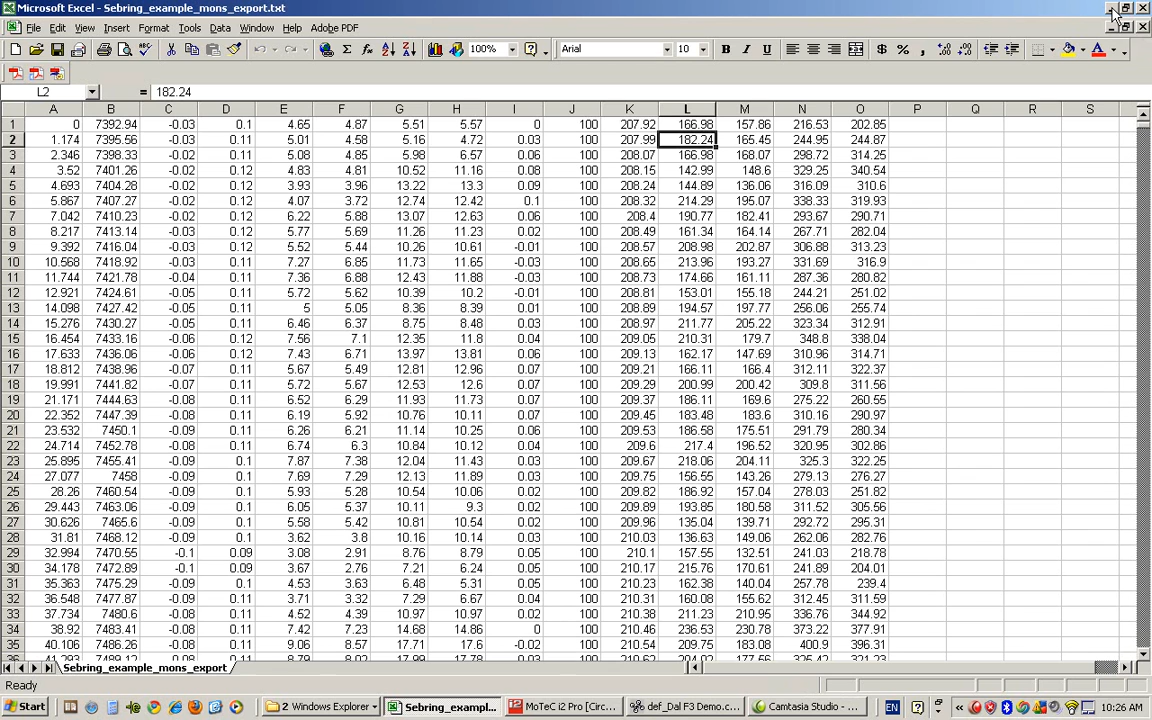 Microsoft Excel - Sebring_example_mons_export.txt
File Edit View Insert Format Tools Data Window Help Adobe PDF
100% Arial 10 B I U $ % ,
L2 = 182.24
A B C D E F G H I J K L M N O P Q R S
1 0 7392.94 -0.03 0.1 4.65 4.87 5.51 5.57 0 100 207.92 166.98 157.86 216.53 202.85
2 1.174 7395.56 -0.03 0.11 5.01 4.58 5.16 4.72 0.03 100 207.99 182.24 165.45 244.95 244.87
3 2.346 7398.33 -0.02 0.11 5.08 4.85 5.98 6.57 0.06 100 208.07 166.98 168.07 298.72 314.25
4 3.52 7401.26 -0.02 0.12 4.83 4.81 10.52 11.16 0.08 100 208.15 142.99 148.6 329.25 340.54
5 4.693 7404.28 -0.02 0.12 3.93 3.96 13.22 13.3 0.09 100 208.24 144.89 136.06 316.09 310.6
6 5.867 7407.27 -0.02 0.12 4.07 3.72 12.74 12.42 0.1 100 208.32 214.29 195.07 338.33 319.93
7 7.042 7410.23 -0.02 0.11 6.22 5.88 13.07 12.63 0.06 100 208.4 190.77 182.41 293.67 290.71
8 8.217 7413.14 -0.03 0.11 5.77 5.69 11.26 11.23 0.02 100 208.49 161.34 164.14 267.71 282.04
9 9.392 7416.04 -0.03 0.11 5.52 5.44 10.26 10.61 -0.01 100 208.57 208.98 202.87 306.88 313.23
10 10.568 7418.92 -0.03 0.11 7.27 6.85 11.73 11.65 -0.03 100 208.65 213.96 193.27 331.69 316.9
11 11.744 7421.78 -0.04 0.11 7.36 6.88 12.43 11.88 -0.03 100 208.73 174.66 161.11 287.36 280.82
12 12.921 7424.61 -0.05 0.11 5.72 5.62 10.39 10.2 -0.01 100 208.81 153.01 155.18 244.21 251.02
13 14.098 7427.42 -0.05 0.11 5 5.05 8.36 8.39 0.01 100 208.89 194.57 197.77 256.06 255.74
14 15.276 7430.27 -0.05 0.11 6.46 6.37 8.75 8.48 0.03 100 208.97 211.77 205.22 323.34 312.91
15 16.454 7433.16 -0.06 0.12 7.56 7.1 12.35 11.8 0.04 100 209.05 210.31 179.7 348.8 338.04
16 17.633 7436.06 -0.06 0.12 7.43 6.71 13.97 13.81 0.06 100 209.13 162.17 147.69 310.96 314.71
17 18.812 7438.96 -0.07 0.11 5.67 5.49 12.81 12.96 0.07 100 209.21 166.11 166.4 312.11 322.37
18 19.991 7441.82 -0.07 0.11 5.72 5.67 12.53 12.6 0.07 100 209.29 200.99 200.42 309.8 311.56
19 21.171 7444.63 -0.08 0.11 6.52 6.29 11.93 11.73 0.07 100 209.37 186.11 169.6 275.22 260.55
20 22.352 7447.39 -0.08 0.11 6.19 5.92 10.76 10.11 0.07 100 209.45 183.48 183.6 310.16 290.97
21 23.532 7450.1 -0.08 0.11 6.26 6.21 11.14 10.25 0.06 100 209.53 186.58 175.51 291.79 280.34
22 24.714 7452.78 -0.08 0.11 6.74 6.3 10.84 10.12 0.04 100 209.6 217.4 196.52 320.95 302.86
23 25.895 7455.41 -0.09 0.1 7.87 7.38 12.04 11.43 0.03 100 209.67 218.06 204.11 325.3 322.25
24 27.077 7458 -0.09 0.1 7.69 7.29 12.13 11.89 0.03 100 209.75 156.55 143.26 279.13 276.27
25 28.26 7460.54 -0.09 0.1 5.93 5.28 10.54 10.06 0.02 100 209.82 186.92 157.04 278.03 251.82
26 29.443 7463.06 -0.09 0.1 6.05 5.37 10.11 9.3 0.02 100 209.89 193.85 180.58 311.52 305.56
27 30.626 7465.6 -0.09 0.1 5.58 5.42 10.81 10.54 0.02 100 209.96 135.04 139.71 292.72 295.31
28 31.81 7468.12 -0.09 0.1 3.62 3.8 10.16 10.14 0.03 100 210.03 136.63 149.06 262.06 282.76
29 32.994 7470.55 -0.1 0.09 3.08 2.91 8.76 8.79 0.05 100 210.1 157.55 132.51 241.03 218.78
30 34.178 7472.89 -0.1 0.09 3.67 2.76 7.21 6.24 0.05 100 210.17 215.76 170.61 241.89 204.01
31 35.363 7475.29 -0.09 0.1 4.53 3.63 6.48 5.31 0.05 100 210.23 162.38 140.04 257.78 239.4
32 36.548 7477.87 -0.09 0.1 3.71 3.32 7.29 6.67 0.04 100 210.31 160.08 155.62 312.45 311.59
33 37.734 7480.6 -0.08 0.11 4.52 4.39 10.97 10.97 0.02 100 210.38 211.23 210.95 336.76 344.92
34 38.92 7483.41 -0.08 0.11 7.42 7.23 14.68 14.86 0 100 210.46 236.53 230.78 373.22 377.91
35 40.106 7486.26 -0.08 0.11 9.06 8.57 17.71 17.6 -0.02 100 210.54 209.75 183.08 400.9 396.31
Sebring_example_mons_export
Ready
Start 2 Windows Explorer Sebring_exampl... MoTeC i2 Pro [Circ... def_Dal F3 Demo.c... Camtasia Studio - ... EN 10:26 AM